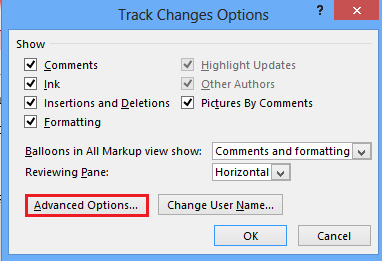 Track Changes Options
?
Show
Comments
Highlight Updates
Ink
Other Authors
Insertions and Deletions
Pictures By Comments
Formatting
Balloons in All Markup view show: Comments and formatting
Reviewing Pane: Horizontal
Advanced Options... Change User Name...
OK Cancel